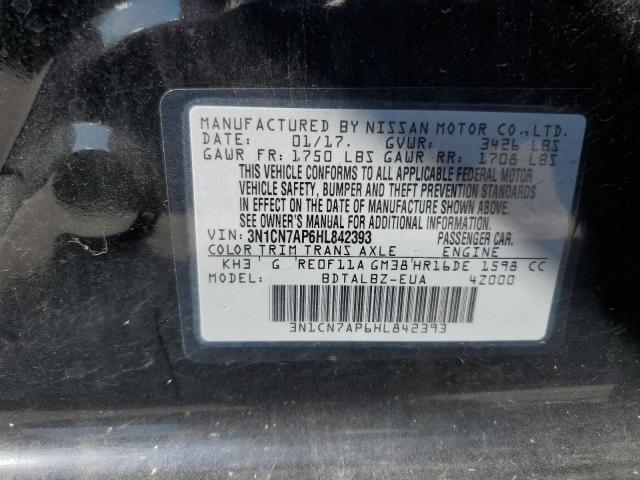 MANUFACTURED BY NISSAN MOTOR CO., LTD.
DATE: 01/17. GVWR: 3426 LBS
GAWR FR: 1750 LBS GAWR RR: 1708 LBS
THIS VEHICLE CONFORMS TO ALL APPLICABLE FEDERAL MOTOR
VEHICLE SAFETY, BUMPER AND THEFT PREVENTION STANDARDS
IN EFFECT ON THE DATE OF MANUFACTURE SHOWN ABOVE.
SEE OWNER'S MANUAL FOR ADDITIONAL INFORMATION.
VIN: 3N1CN7AP6HL842393 PASSENGER CAR.
COLOR TRIM TRANS AXLE ENGINE
KH3 G RE0F11A GM38 HR16DE 1598 CC
MODEL: BDTALBZ-EUA 4Z000
3N1CN7AP6HL842393